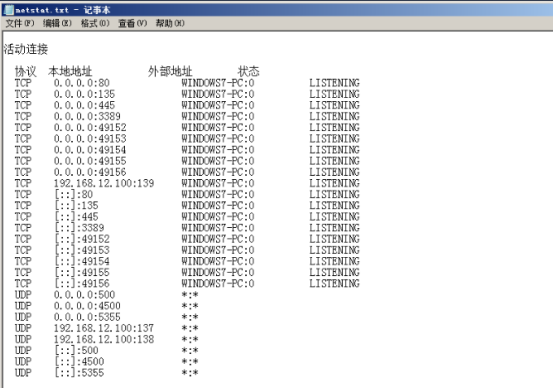 netstat.txt - 记事本
文件(F) 编辑(E) 格式(O) 查看(V) 帮助(H)
活动连接
协议 本地地址 外部地址 状态
TCP 0.0.0.0:80 WINDOWS7-PC:0 LISTENING
TCP 0.0.0.0:135 WINDOWS7-PC:0 LISTENING
TCP 0.0.0.0:445 WINDOWS7-PC:0 LISTENING
TCP 0.0.0.0:3389 WINDOWS7-PC:0 LISTENING
TCP 0.0.0.0:49152 WINDOWS7-PC:0 LISTENING
TCP 0.0.0.0:49153 WINDOWS7-PC:0 LISTENING
TCP 0.0.0.0:49154 WINDOWS7-PC:0 LISTENING
TCP 0.0.0.0:49155 WINDOWS7-PC:0 LISTENING
TCP 0.0.0.0:49156 WINDOWS7-PC:0 LISTENING
TCP 192.168.12.100:139 WINDOWS7-PC:0 LISTENING
TCP [::]:80 WINDOWS7-PC:0 LISTENING
TCP [::]:135 WINDOWS7-PC:0 LISTENING
TCP [::]:445 WINDOWS7-PC:0 LISTENING
TCP [::]:3389 WINDOWS7-PC:0 LISTENING
TCP [::]:49152 WINDOWS7-PC:0 LISTENING
TCP [::]:49153 WINDOWS7-PC:0 LISTENING
TCP [::]:49154 WINDOWS7-PC:0 LISTENING
TCP [::]:49155 WINDOWS7-PC:0 LISTENING
TCP [::]:49156 WINDOWS7-PC:0 LISTENING
UDP 0.0.0.0:500 *:*
UDP 0.0.0.0:4500 *:*
UDP 0.0.0.0:5355 *:*
UDP 192.168.12.100:137 *:*
UDP 192.168.12.100:138 *:*
UDP [::]:500 *:*
UDP [::]:4500 *:*
UDP [::]:5355 *:*